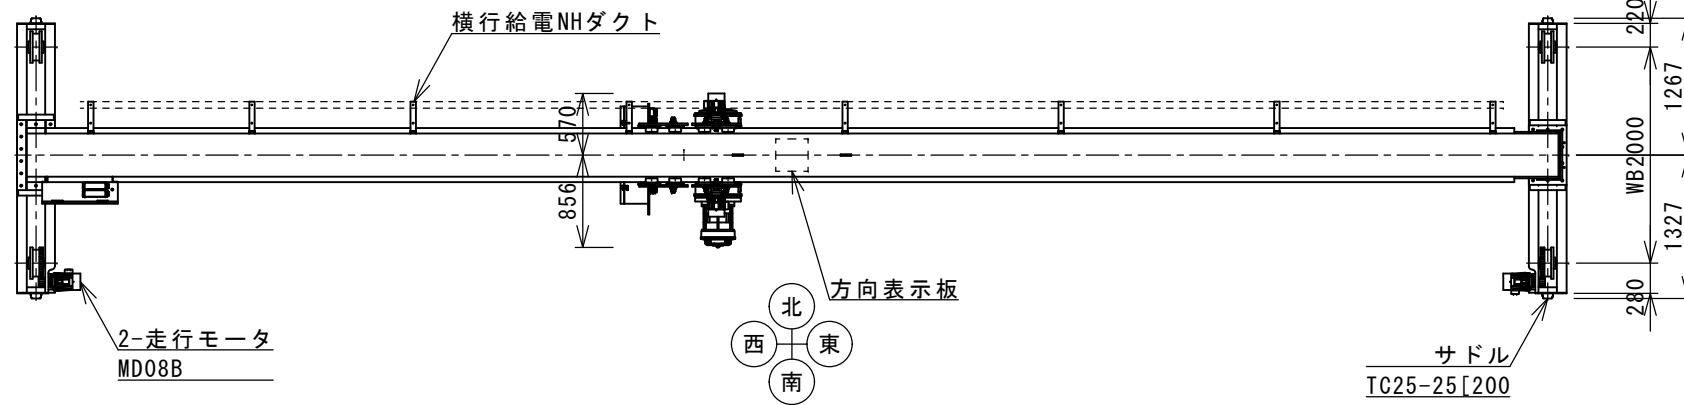 横行給電NHダクト
220
1267
570
WB2000
856
1327
280
方向表示板
北
西
東
南
2-走行モータ
MD08B
サドル
TC25-25[200